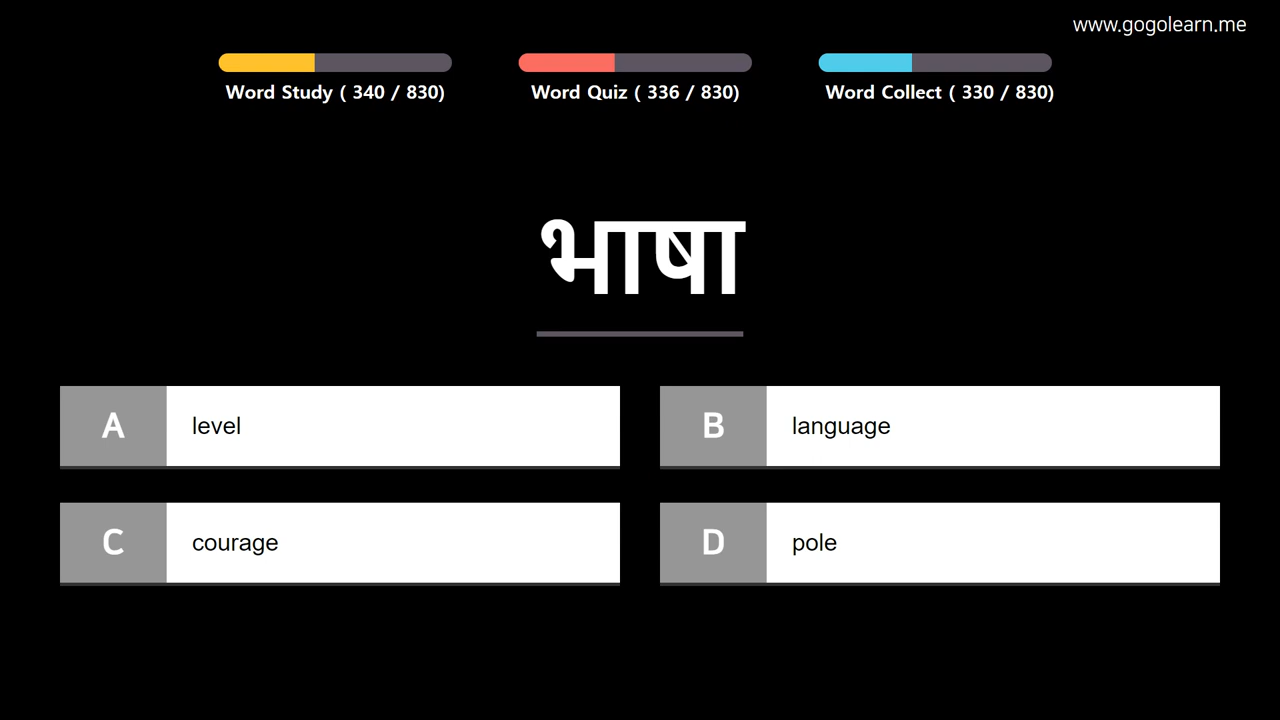 www.gogolearn.me
Word Study ( 340 / 830)
Word Quiz ( 336 / 830)
Word Collect ( 330 / 830)
भाषा
A level
B language
C courage
D pole